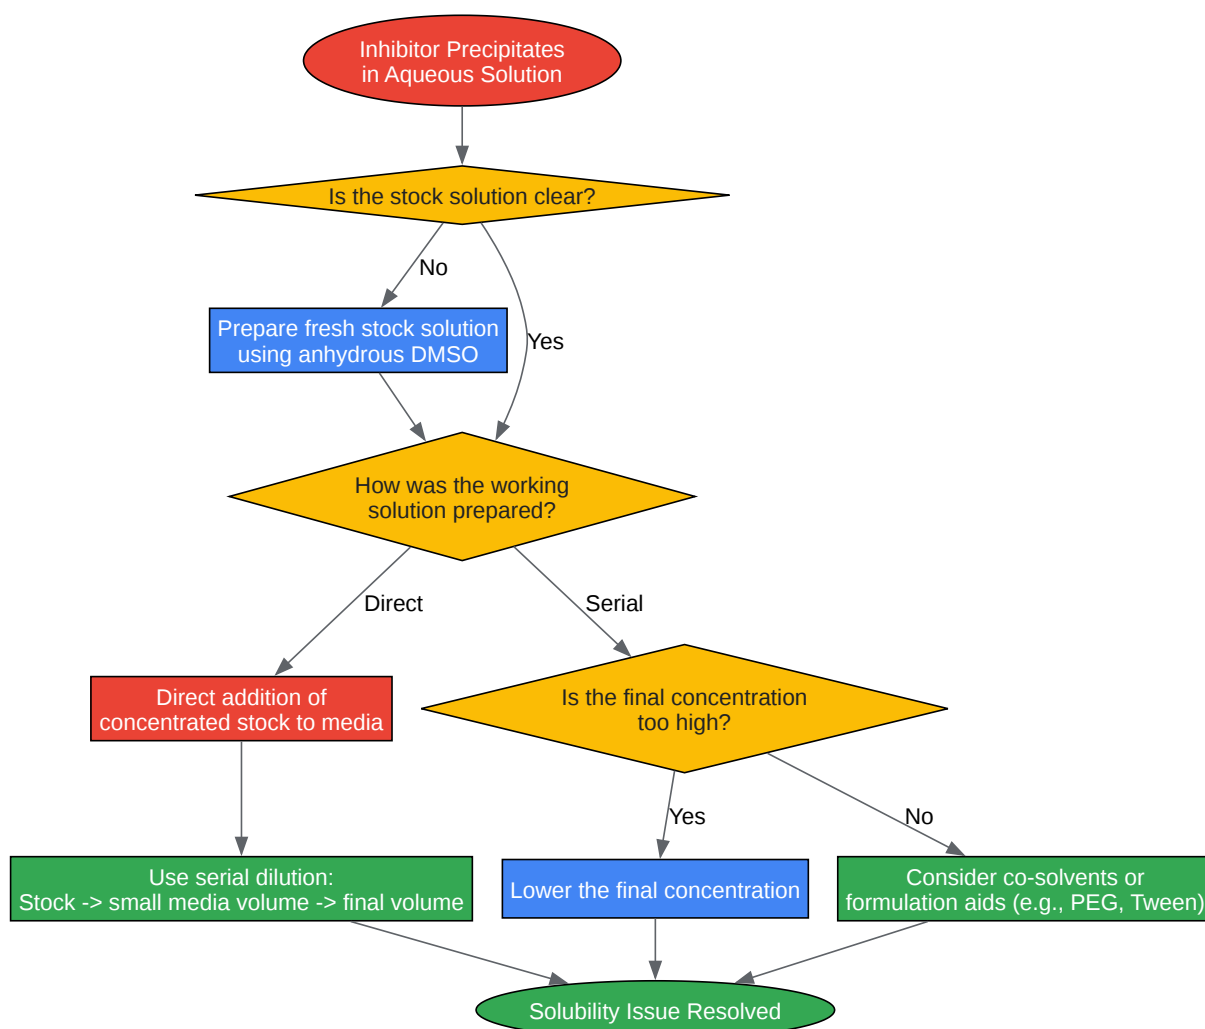 Inhibitor Precipitates
in Aqueous Solution
Is the stock solution clear?
No
Prepare fresh stock solution
using anhydrous DMSO
Yes
How was the working
solution prepared?
Direct
Serial
Direct addition of
concentrated stock to media
Is the final concentration
too high?
Yes
No
Use serial dilution:
Stock -> small media volume -> final volume
Lower the final concentration
Consider co-solvents or
formulation aids (e.g., PEG, Tween)
Solubility Issue Resolved